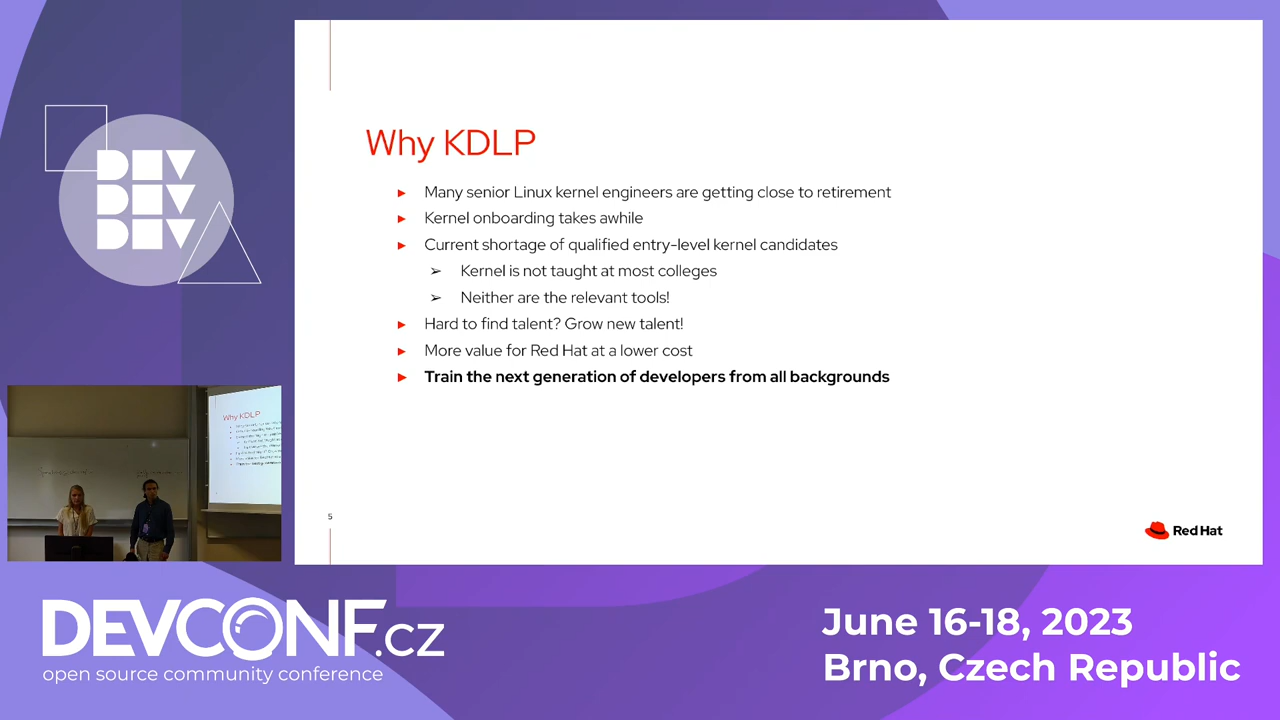 DEV
DEV
DEV
Why KDLP
► Many senior Linux kernel engineers are getting close to retirement
► Kernel onboarding takes awhile
► Current shortage of qualified entry-level kernel candidates
➢ Kernel is not taught at most colleges
➢ Neither are the relevant tools!
► Hard to find talent? Grow new talent!
► More value for Red Hat at a lower cost
► Train the next generation of developers from all backgrounds
5
Red Hat
Why KDLP
DEVCONF.cz
open source community conference
June 16-18, 2023
Brno, Czech Republic